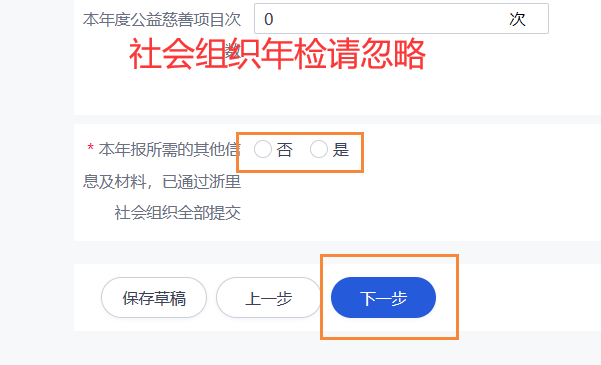 本年度公益慈善项目次 0 次
数
社会组织年检请忽略
* 本年报所需的其他信 否 是
息及材料，已通过浙里
社会组织全部提交
保存草稿 上一步 下一步